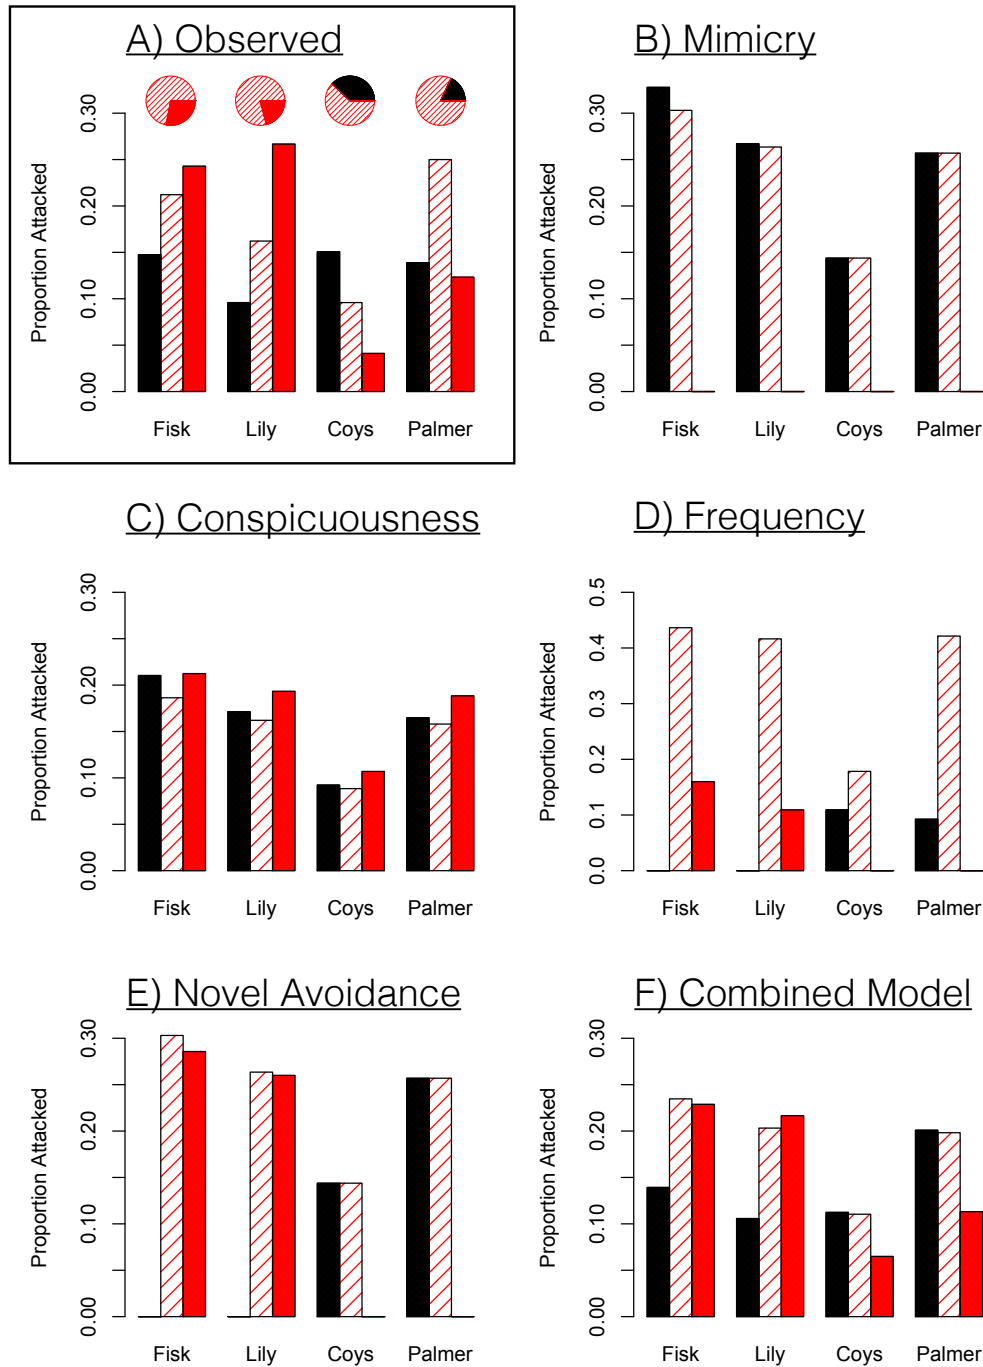 A) Observed
Proportion Attacked
0.00 0.10 0.20 0.30
Fisk Lily Coys Palmer
B) Mimicry
Proportion Attacked
0.00 0.10 0.20 0.30
Fisk Lily Coys Palmer
C) Conspicuousness
Proportion Attacked
0.00 0.10 0.20 0.30
Fisk Lily Coys Palmer
D) Frequency
Proportion Attacked
0.0 0.1 0.2 0.3 0.4 0.5
Fisk Lily Coys Palmer
E) Novel Avoidance
Proportion Attacked
0.00 0.10 0.20 0.30
Fisk Lily Coys Palmer
F) Combined Model
Proportion Attacked
0.00 0.10 0.20 0.30
Fisk Lily Coys Palmer